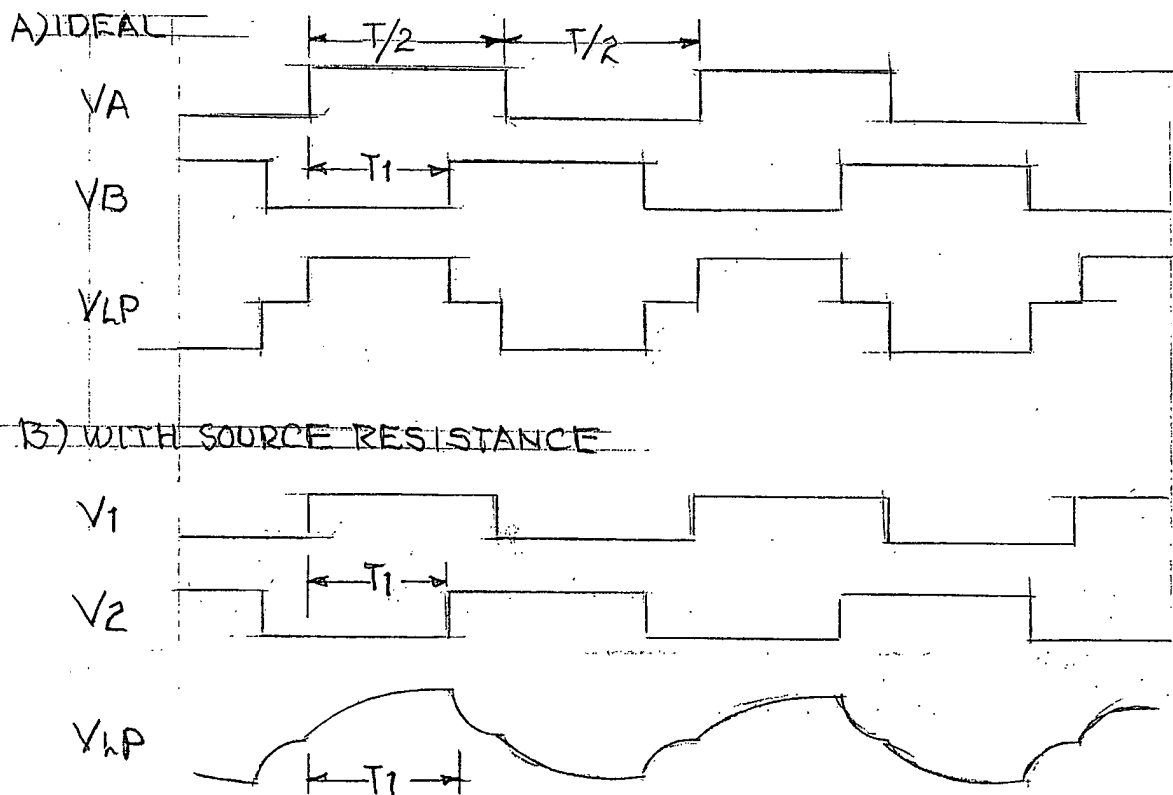 A) IDEAL
T/2 T/2
VA
T1
VB
VLP
B) WITH SOURCE RESISTANCE
V1
T1
V2
VLP
T1